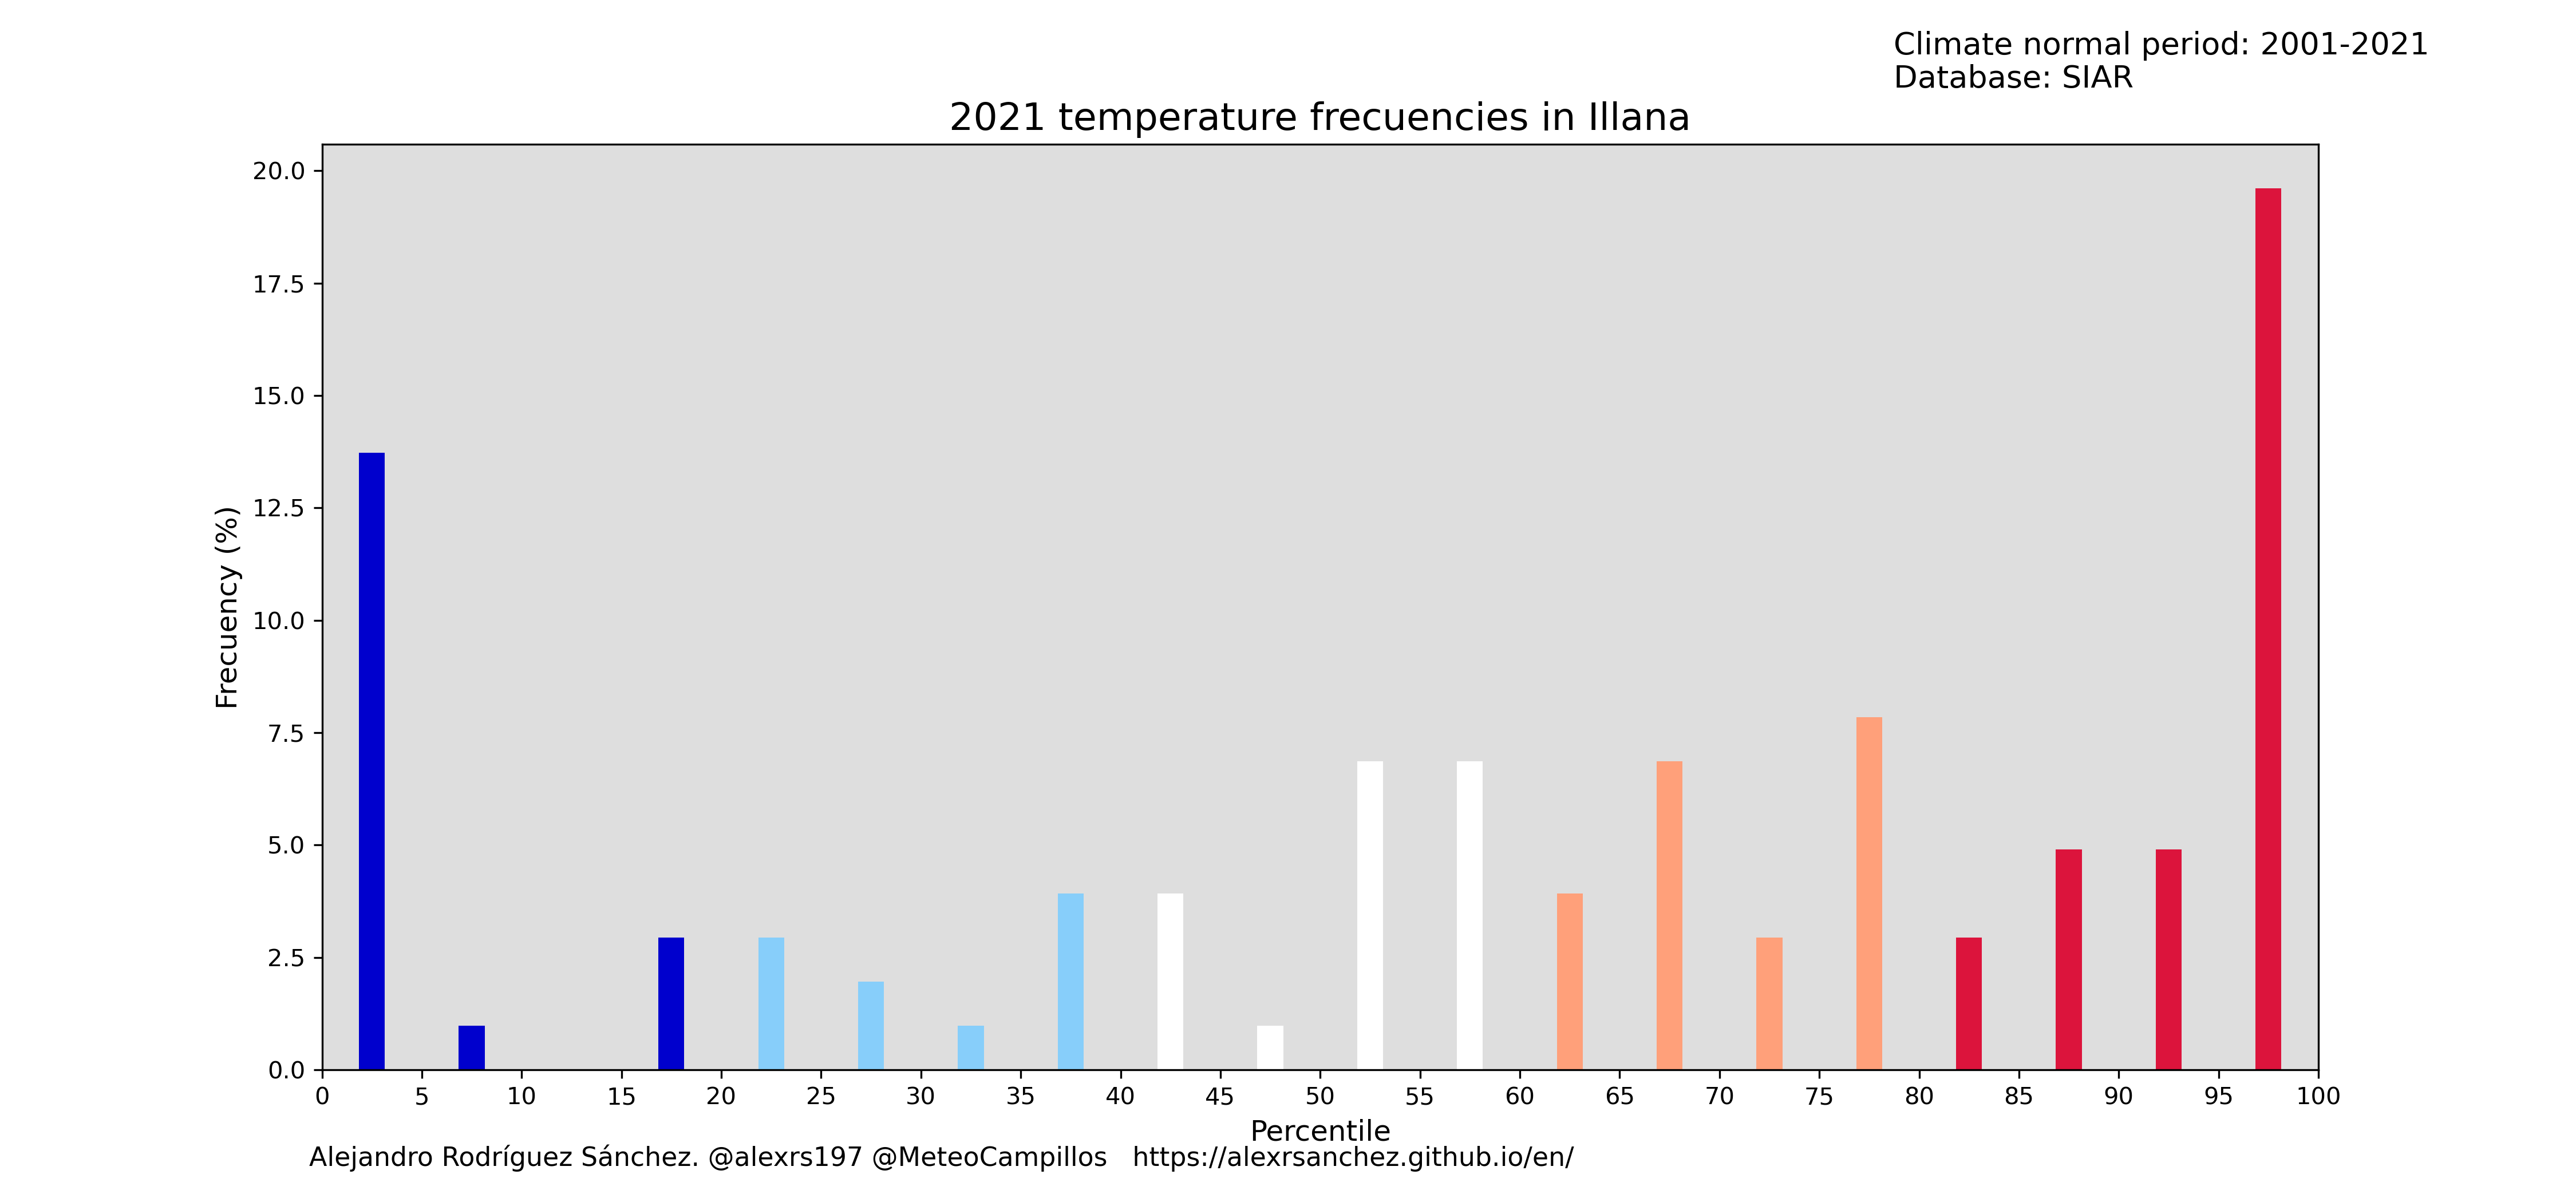 Climate normal period: 2001-2021
Database: SIAR
2021 temperature frecuencies in Illana
20.0
17.5
15.0
12.5
10.0
7.5
5.0
2.5
0.0
Frecuency (%)
0 5 10 15 20 25 30 35 40 45 50 55 60 65 70 75 80 85 90 95 100
Percentile
Alejandro Rodríguez Sánchez. @alexrs197 @MeteoCampillos https://alexrsanchez.github.io/en/